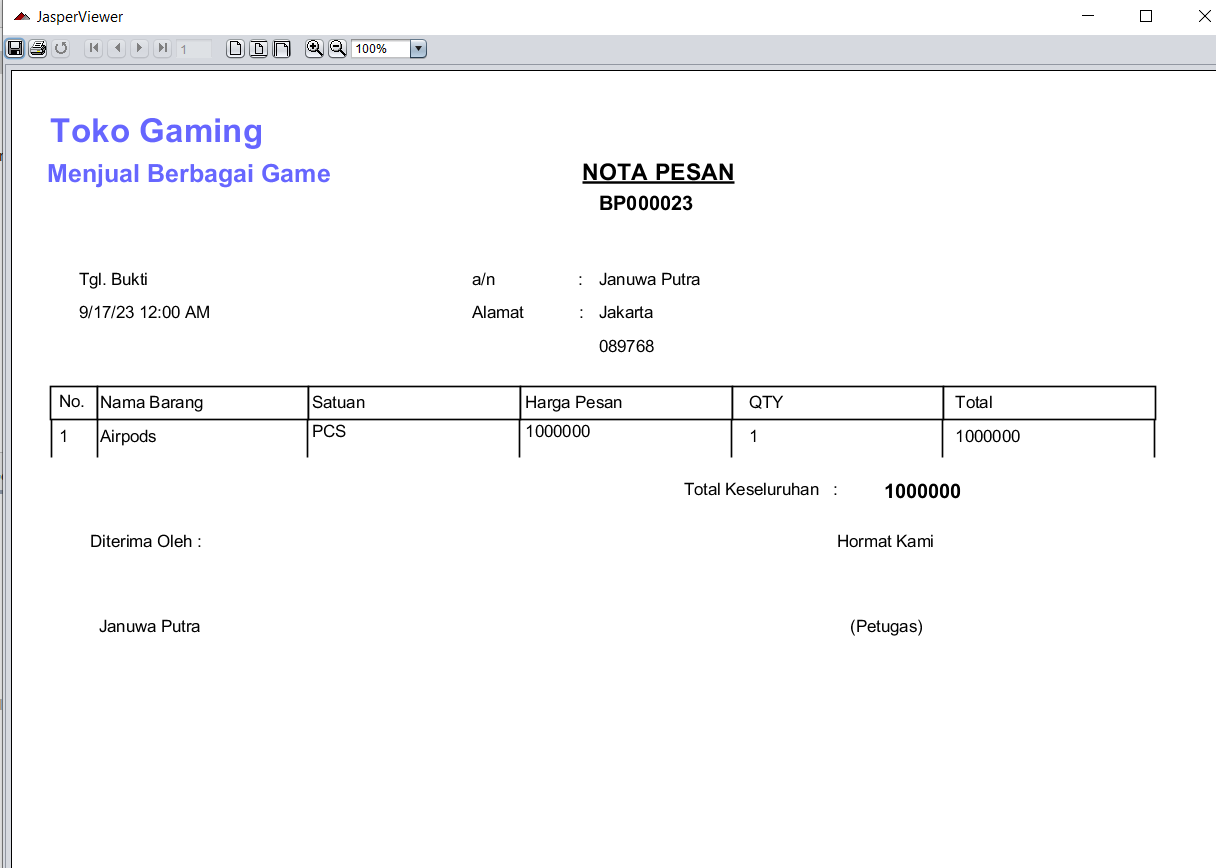 JasperViewer
1 100%
Toko Gaming
Menjual Berbagai Game
NOTA PESAN
BP000023
Tgl. Bukti a/n : Januwa Putra
9/17/23 12:00 AM Alamat : Jakarta
089768
No. Nama Barang Satuan Harga Pesan QTY Total
1 Airpods PCS 1000000 1 1000000
Total Keseluruhan : 1000000
Diterima Oleh : Hormat Kami
Januwa Putra (Petugas)